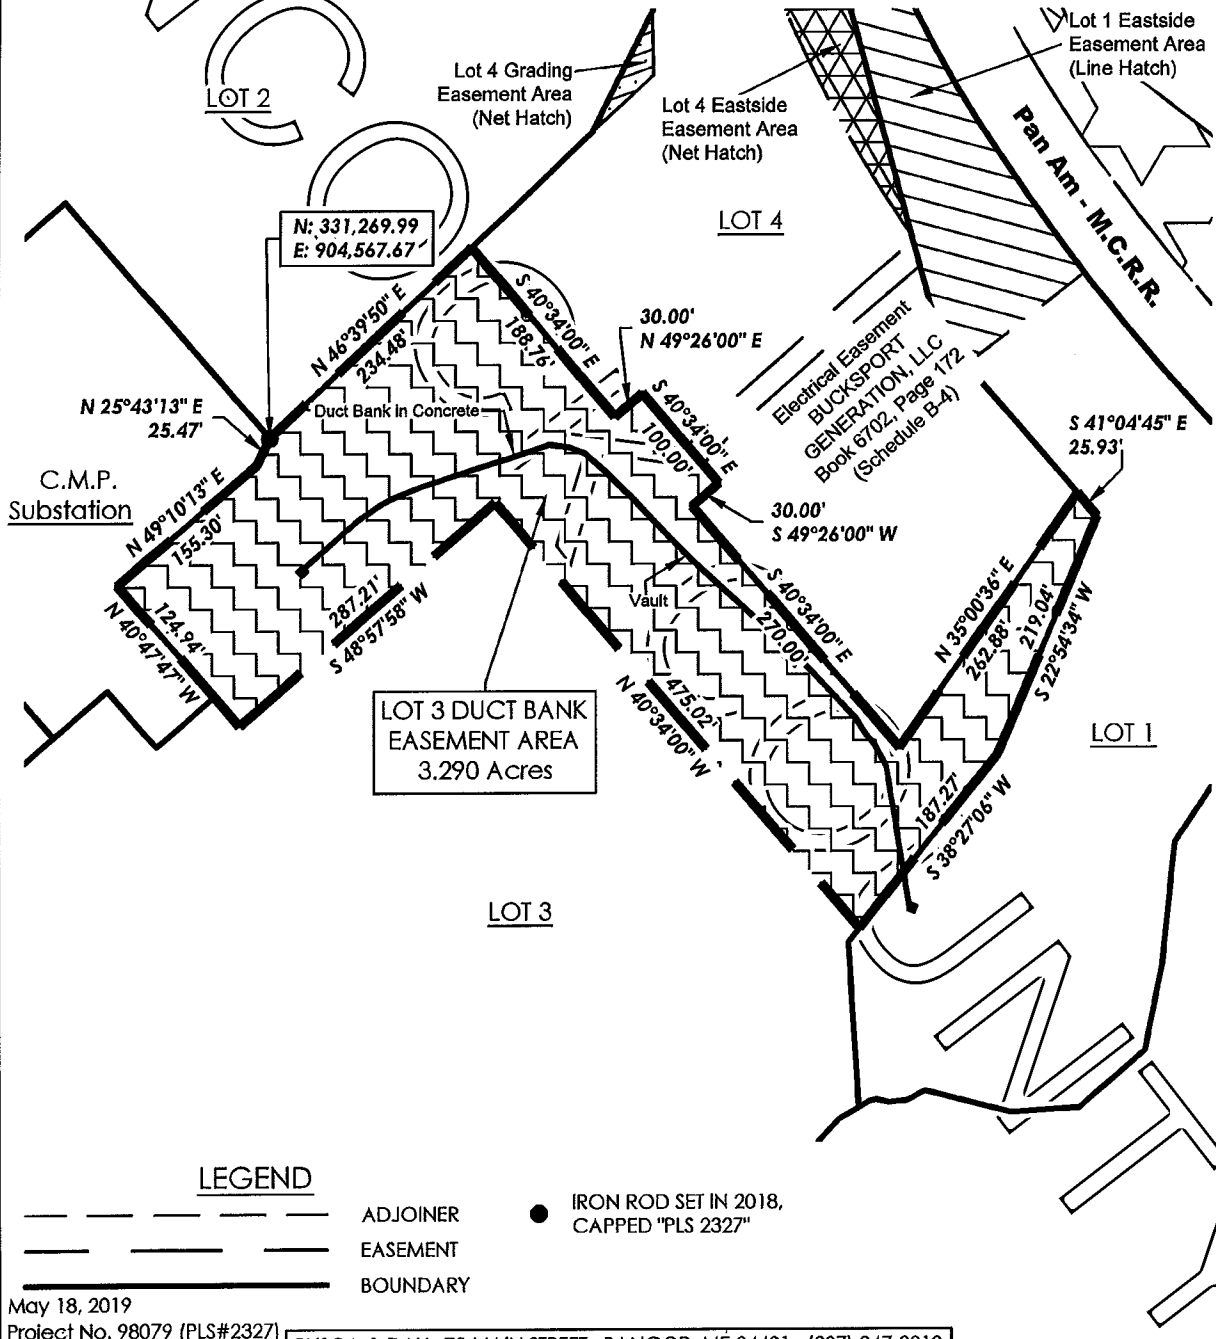 Lot 1 Eastside
Easement Area
(Line Hatch)
Lot 4 Grading
Easement Area
(Net Hatch)
LOT 2
Lot 4 Eastside
Easement Area
(Net Hatch)
Pan Am - M.C.R.R.
LOT 4
N: 331,269.99
E: 904,567.67
N 46°39'50" E
234.48'
S 40°34'00" E
188.76'
30.00'
N 49°26'00" E
Electrical Easement
BUCKSPORT
GENERATION, LLC
Book 6702, Page 172
(Schedule B-4)
N 25°43'13" E
25.47'
Duct Bank in Concrete
S 40°34'00" E
100.00'
S 41°04'45" E
25.93'
C.M.P.
Substation
N 49°10'13" E
155.30'
30.00'
S 49°26'00" W
N 40°47'47" W
124.94'
287.21'
S 48°57'58" W
Vault
S 40°34'00" E
270.00'
N 35°00'36" E
262.88'
219.04'
S 22°54'34" W
475.02'
N 40°34'00" W
LOT 3 DUCT BANK
EASEMENT AREA
3.290 Acres
LOT 1
187.27'
S 38°27'06" W
LOT 3
LEGEND
ADJOINER
EASEMENT
BOUNDARY
IRON ROD SET IN 2018,
CAPPED "PLS 2327"
May 18, 2019
Project No. 98079 (PLS#2327)